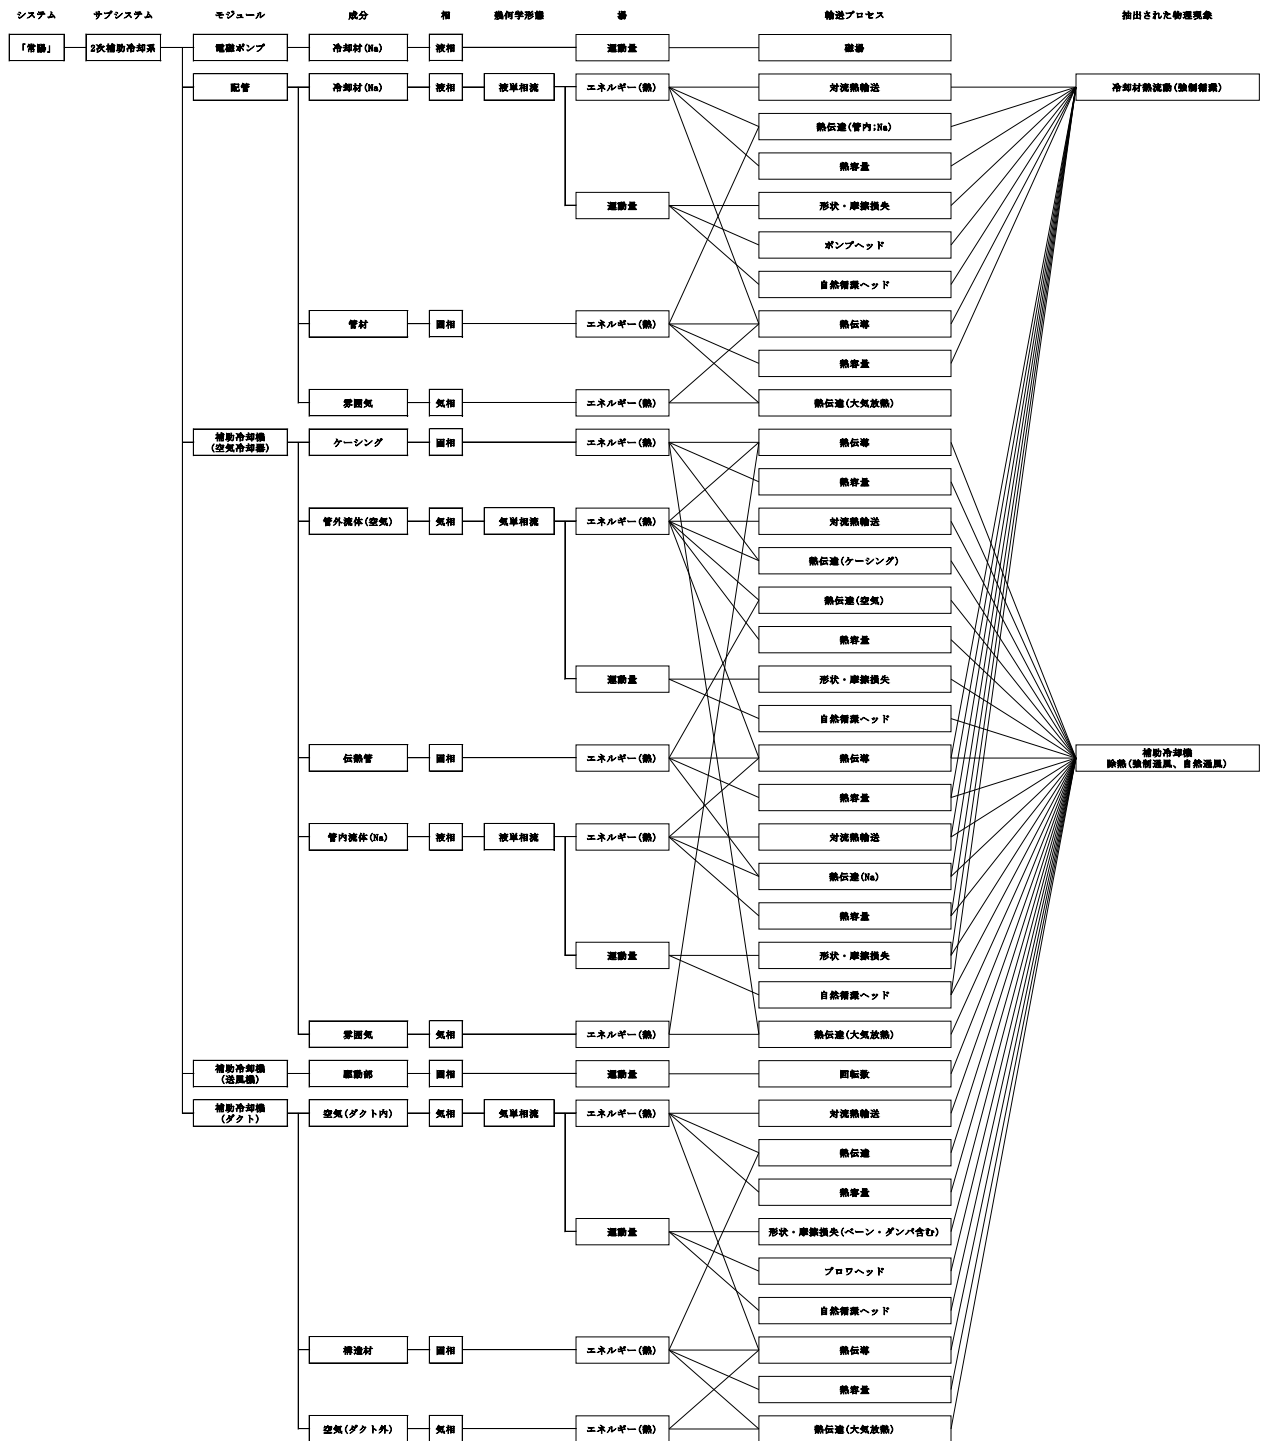 システム サブシステム モジュール 成分 相 幾何学形態 場 輸送プロセス 抽出された物理現象
「常陽」 2次補助冷却系 電磁ポンプ 冷却材(Na) 液相 運動量 磁場
配管 冷却材(Na) 液相 液単相流 エネルギー(熱) 対流熱輸送 冷却材熱流動(強制循環)
熱伝達(管内;Na)
熱容量
運動量 形状・摩擦損失
ポンプヘッド
自然循環ヘッド
管材 固相 エネルギー(熱) 熱伝導
熱容量
雰囲気 気相 エネルギー(熱) 熱伝達(大気放熱)
補助冷却機
(空気冷却器) ケーシング 固相 エネルギー(熱) 熱伝導
熱容量
管外流体(空気) 気相 気単相流 エネルギー(熱) 対流熱輸送
熱伝達(ケーシング)
熱伝達(空気)
熱容量
運動量 形状・摩擦損失
自然循環ヘッド
伝熱管 固相 エネルギー(熱) 熱伝導 補助冷却機
除熱(強制通風、自然通風)
熱容量
管内流体(Na) 液相 液単相流 エネルギー(熱) 対流熱輸送
熱伝達(Na)
熱容量
運動量 形状・摩擦損失
自然循環ヘッド
雰囲気 気相 エネルギー(熱) 熱伝達(大気放熱)
補助冷却機
(送風機) 駆動部 固相 運動量 回転数
補助冷却機
(ダクト) 空気(ダクト内) 気相 気単相流 エネルギー(熱) 対流熱輸送
熱伝達
熱容量
運動量 形状・摩擦損失(ベーン・ダンパ含む)
ブロワヘッド
自然循環ヘッド
構造材 固相 エネルギー(熱) 熱伝導
熱容量
空気(ダクト外) 気相 エネルギー(熱) 熱伝達(大気放熱)